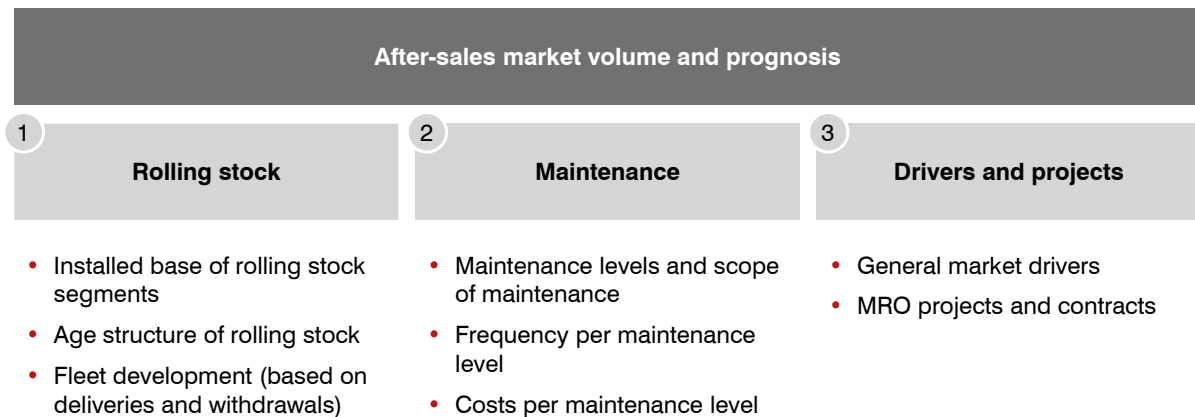 After-sales market volume and prognosis
1
Rolling stock
• Installed base of rolling stock
segments
• Age structure of rolling stock
• Fleet development (based on
deliveries and withdrawals)
2
Maintenance
• Maintenance levels and scope
of maintenance
• Frequency per maintenance
level
• Costs per maintenance level
3
Drivers and projects
• General market drivers
• MRO projects and contracts